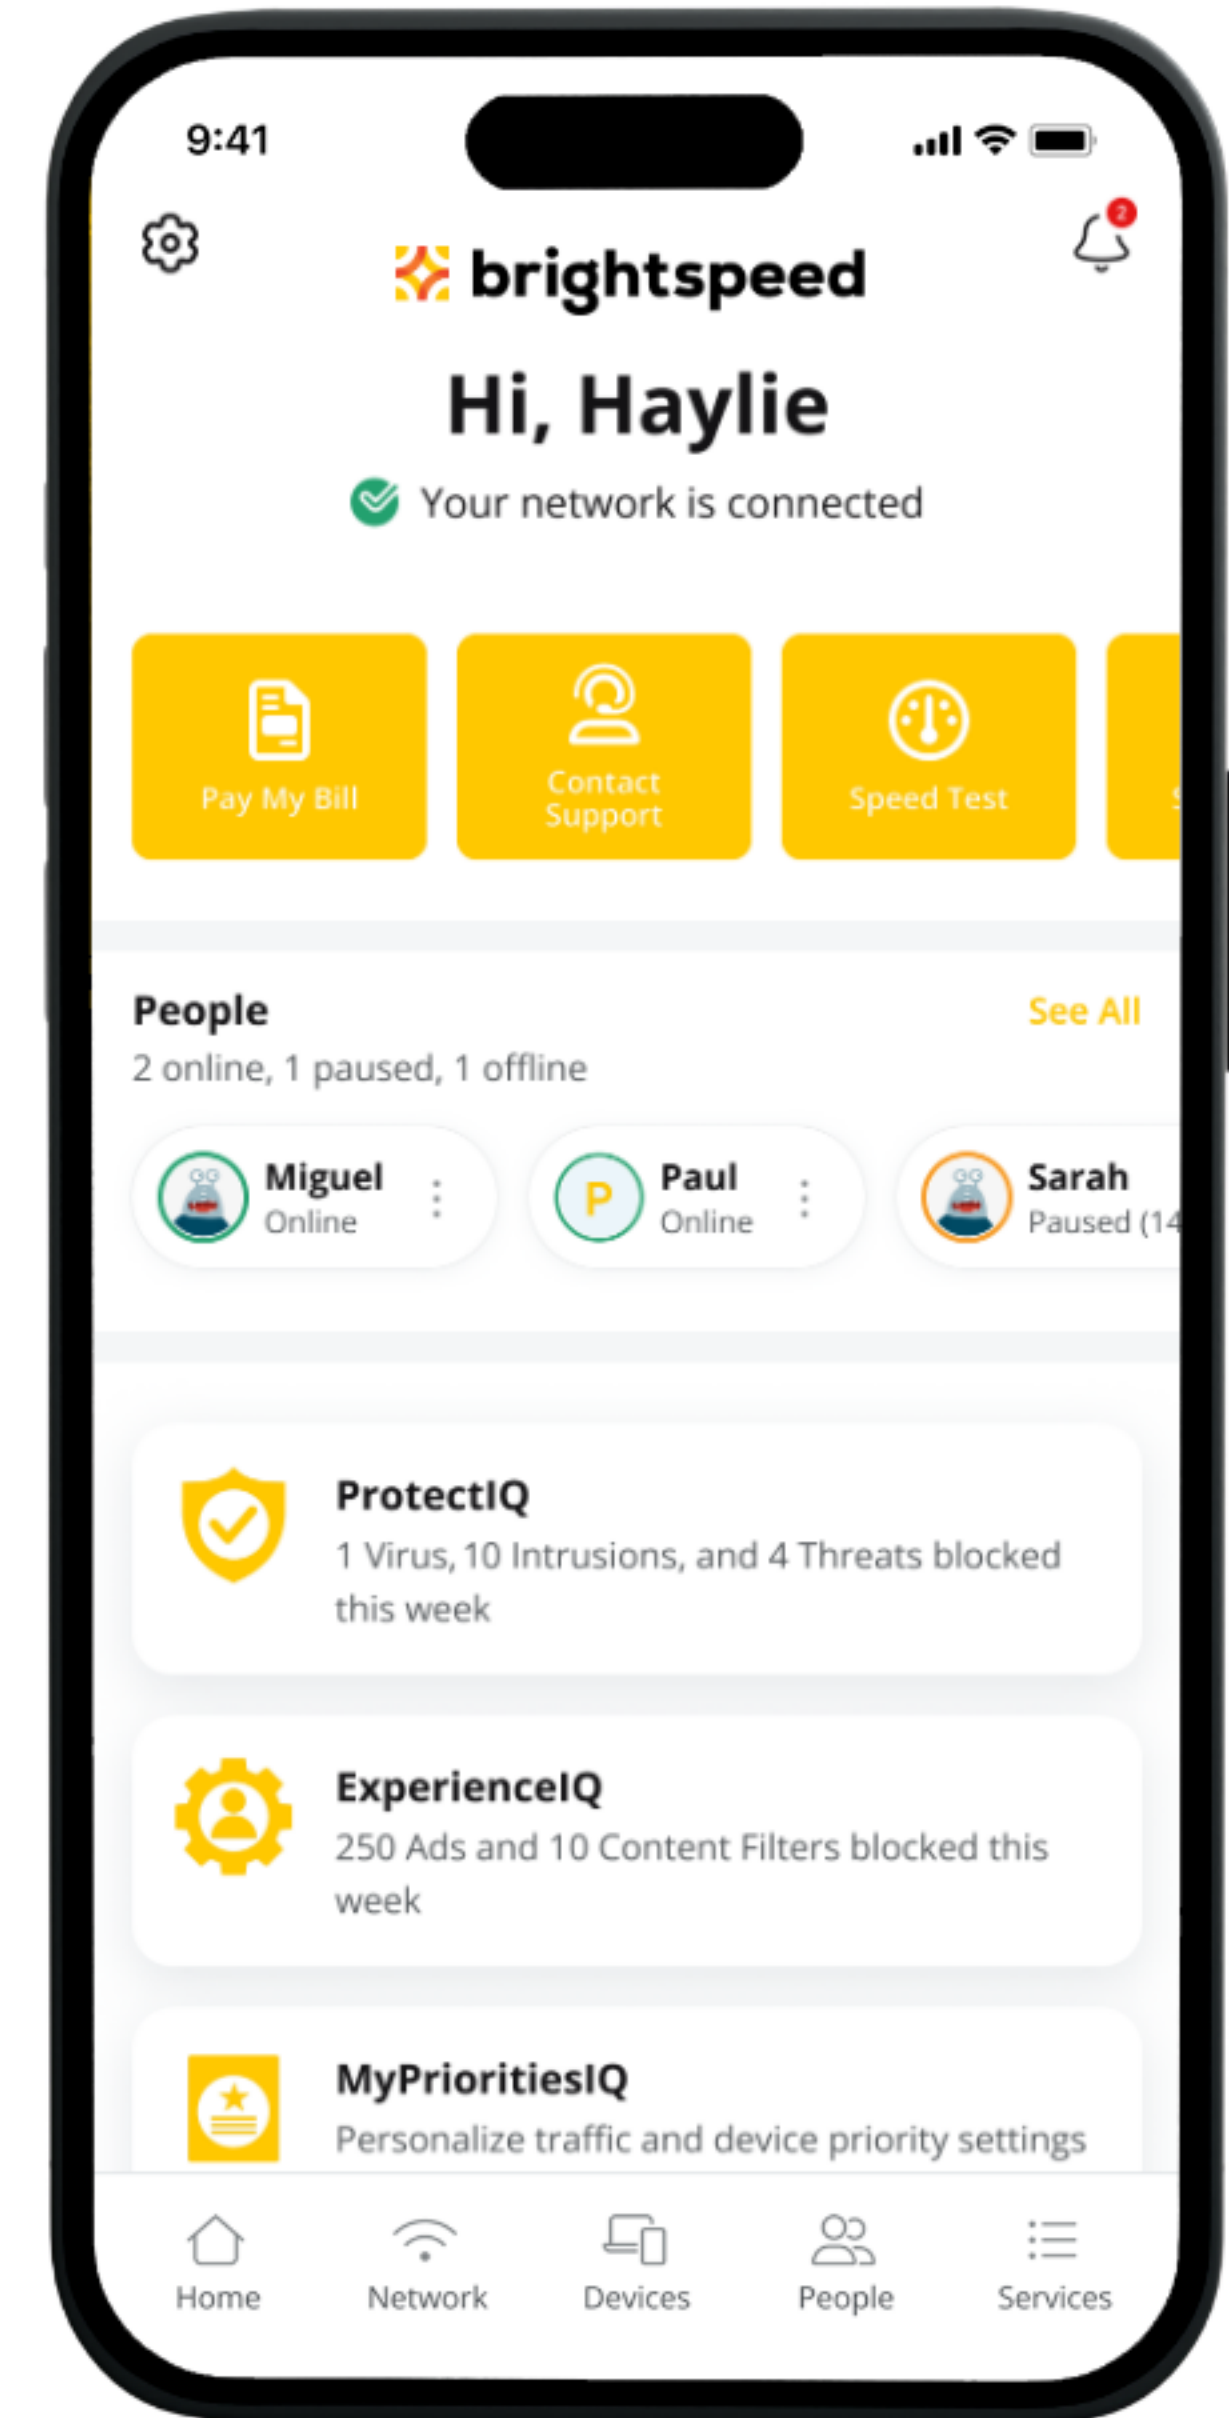 9:41
2
brightspeed
Hi, Haylie
Your network is connected
Pay My Bill
Contact
Support
Speed Test
People
See All
2 online, 1 paused, 1 offline
Miguel
Online
P
Paul
Online
Sarah
Paused (14
ProtectIQ
1 Virus, 10 Intrusions, and 4 Threats blocked
this week
ExperienceIQ
250 Ads and 10 Content Filters blocked this
week
MyPrioritiesIQ
Personalize traffic and device priority settings
Home
Network
Devices
People
Services